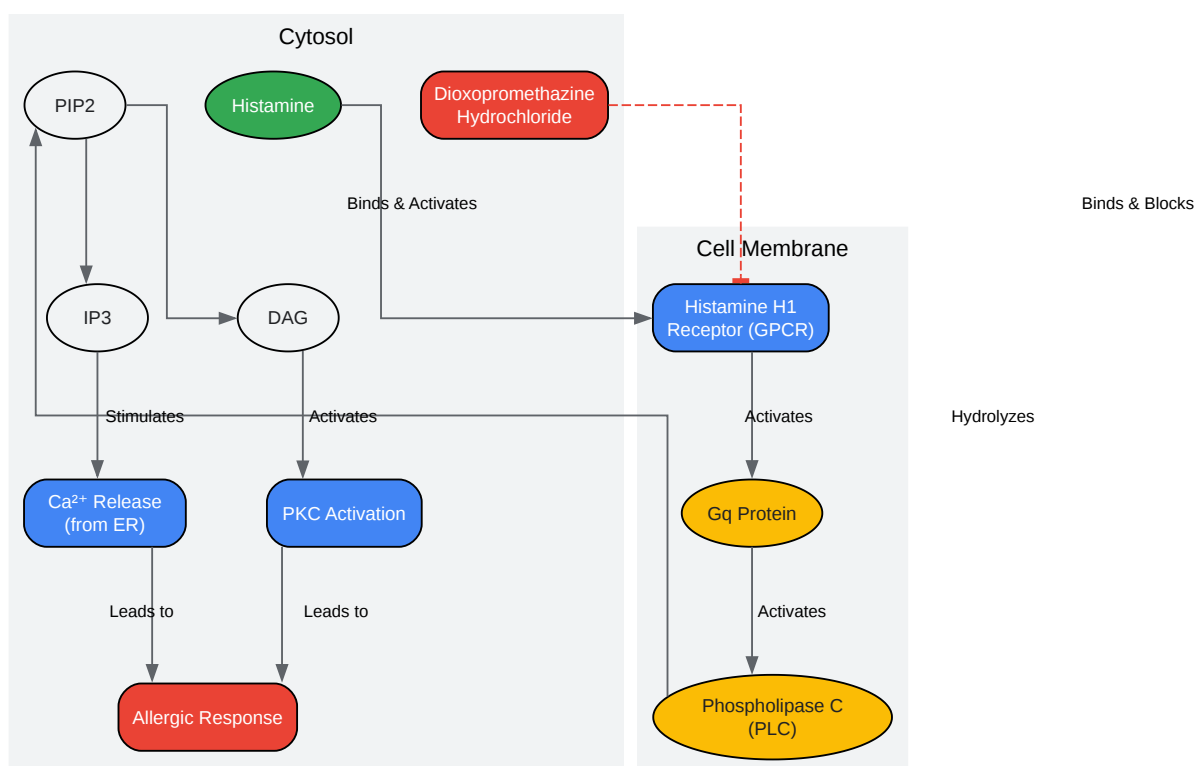 Cytosol
PIP2
Histamine
Dioxopromethazine
Hydrochloride
Binds & Activates
Binds & Blocks
Cell Membrane
IP3
DAG
Histamine H1
Receptor (GPCR)
Stimulates
Activates
Activates
Hydrolyzes
Ca²⁺ Release
(from ER)
PKC Activation
Gq Protein
Leads to
Leads to
Activates
Allergic Response
Phospholipase C
(PLC)